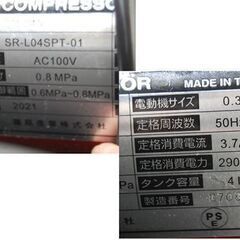 COMPRESSO
SR-L04SPT-01
AC100V
0.8MPa
0.6MPa~0.8MPa
2021
OR
MADE IN T
電動機サイズ 0.3
定格周波数 50H
定格消費電流 3.7
定格消費電力 290
タンク容量 4
製造番号
PS
E